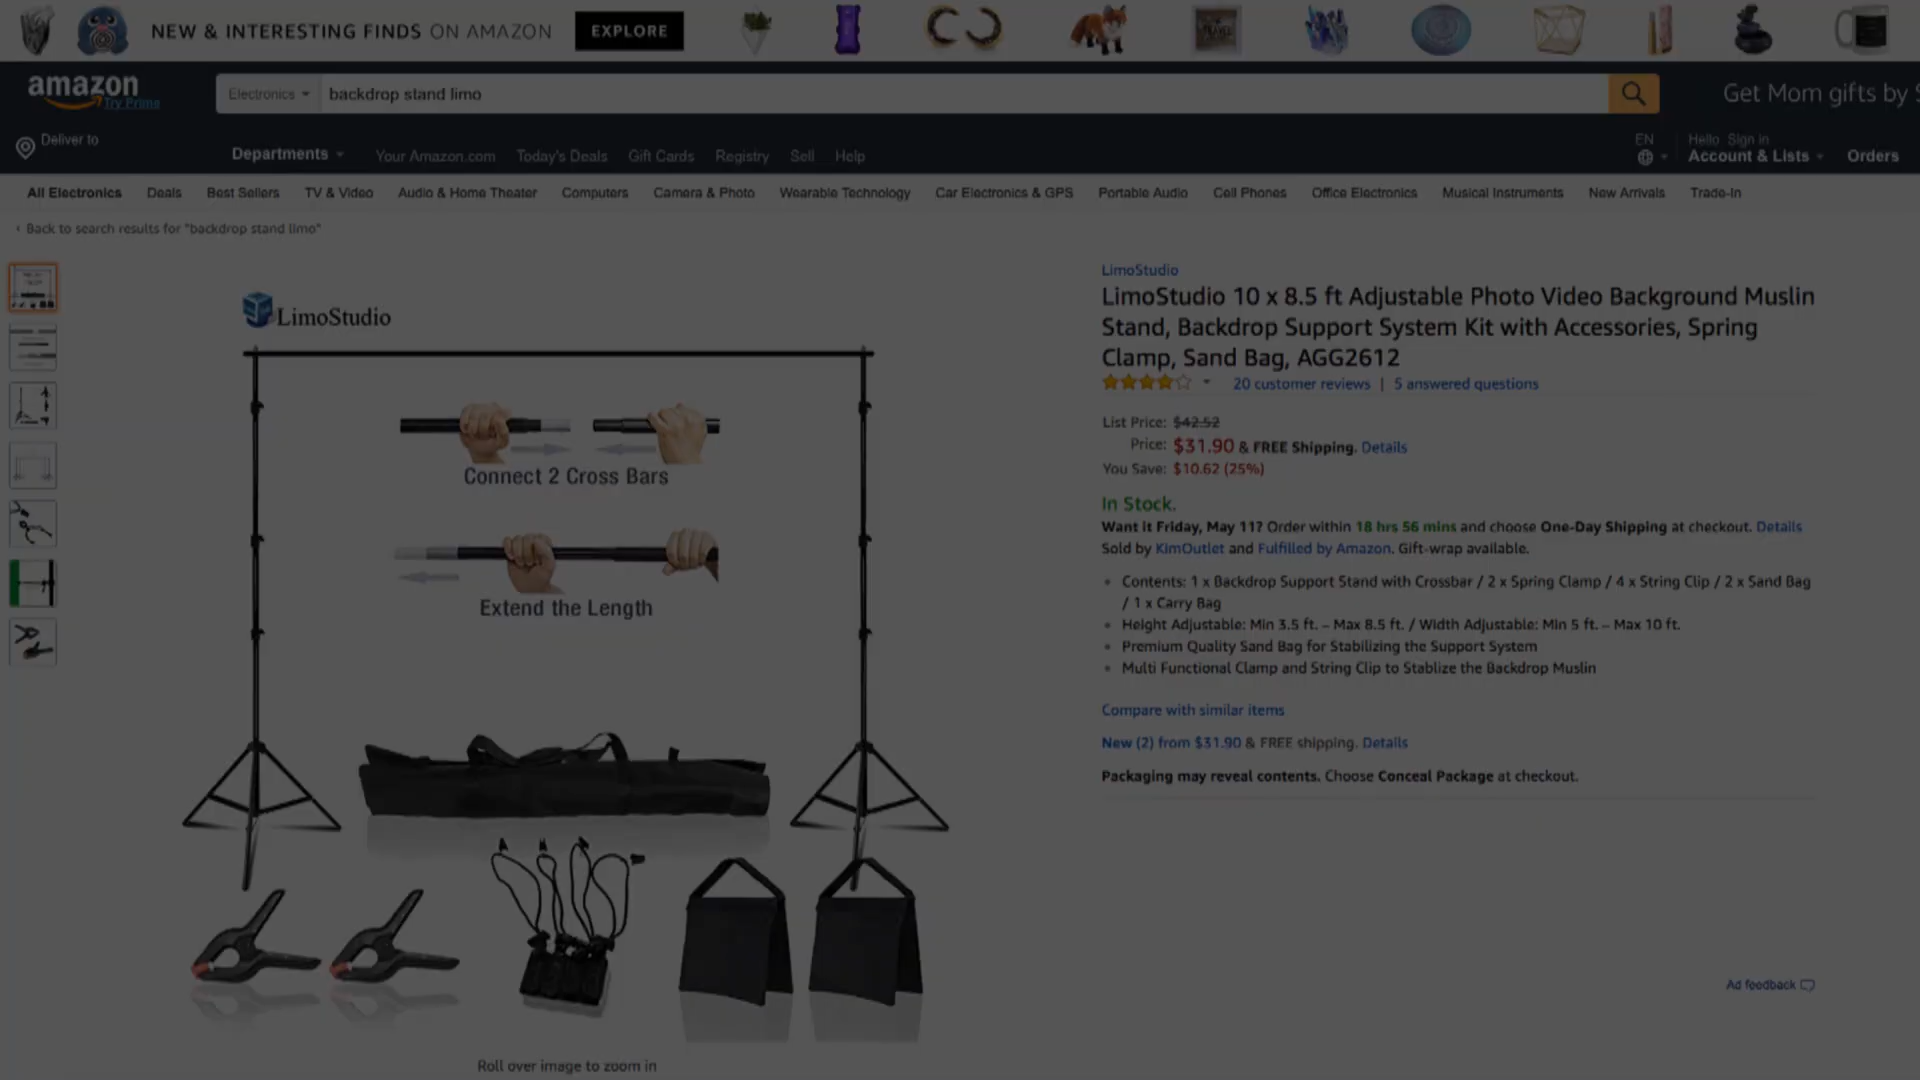 NEW & INTERESTING FINDS ON AMAZON EXPLORE
amazon
Try Prime
Electronics
backdrop stand limo
Get Mom gifts by
Deliver to
Departments
Your Amazon.com Today's Deals Gift Cards Registry Sell Help
EN
Hello Sign in
Account & Lists
Orders
All Electronics Deals Best Sellers TV & Video Audio & Home Theater Computers Camera & Photo Wearable Technology Car Electronics & GPS Portable Audio Cell Phones Office Electronics Musical Instruments New Arrivals Trade-In
‹ Back to search results for "backdrop stand limo"
LimoStudio
Connect 2 Cross Bars
Extend the Length
Roll over image to zoom in
LimoStudio
LimoStudio 10 x 8.5 ft Adjustable Photo Video Background Muslin
Stand, Backdrop Support System Kit with Accessories, Spring
Clamp, Sand Bag, AGG2612
20 customer reviews | 5 answered questions
List Price: $42.52
Price: $31.90 & FREE Shipping. Details
You Save: $10.62 (25%)
In Stock.
Want it Friday, May 11? Order within 18 hrs 56 mins and choose One-Day Shipping at checkout. Details
Sold by KimOutlet and Fulfilled by Amazon. Gift-wrap available.
• Contents: 1 x Backdrop Support Stand with Crossbar / 2 x Spring Clamp / 4 x String Clip / 2 x Sand Bag
/ 1 x Carry Bag
• Height Adjustable: Min 3.5 ft. – Max 8.5 ft. / Width Adjustable: Min 5 ft. – Max 10 ft.
• Premium Quality Sand Bag for Stabilizing the Support System
• Multi Functional Clamp and String Clip to Stablize the Backdrop Muslin
Compare with similar items
New (2) from $31.90 & FREE shipping. Details
Packaging may reveal contents. Choose Conceal Package at checkout.
Ad feedback